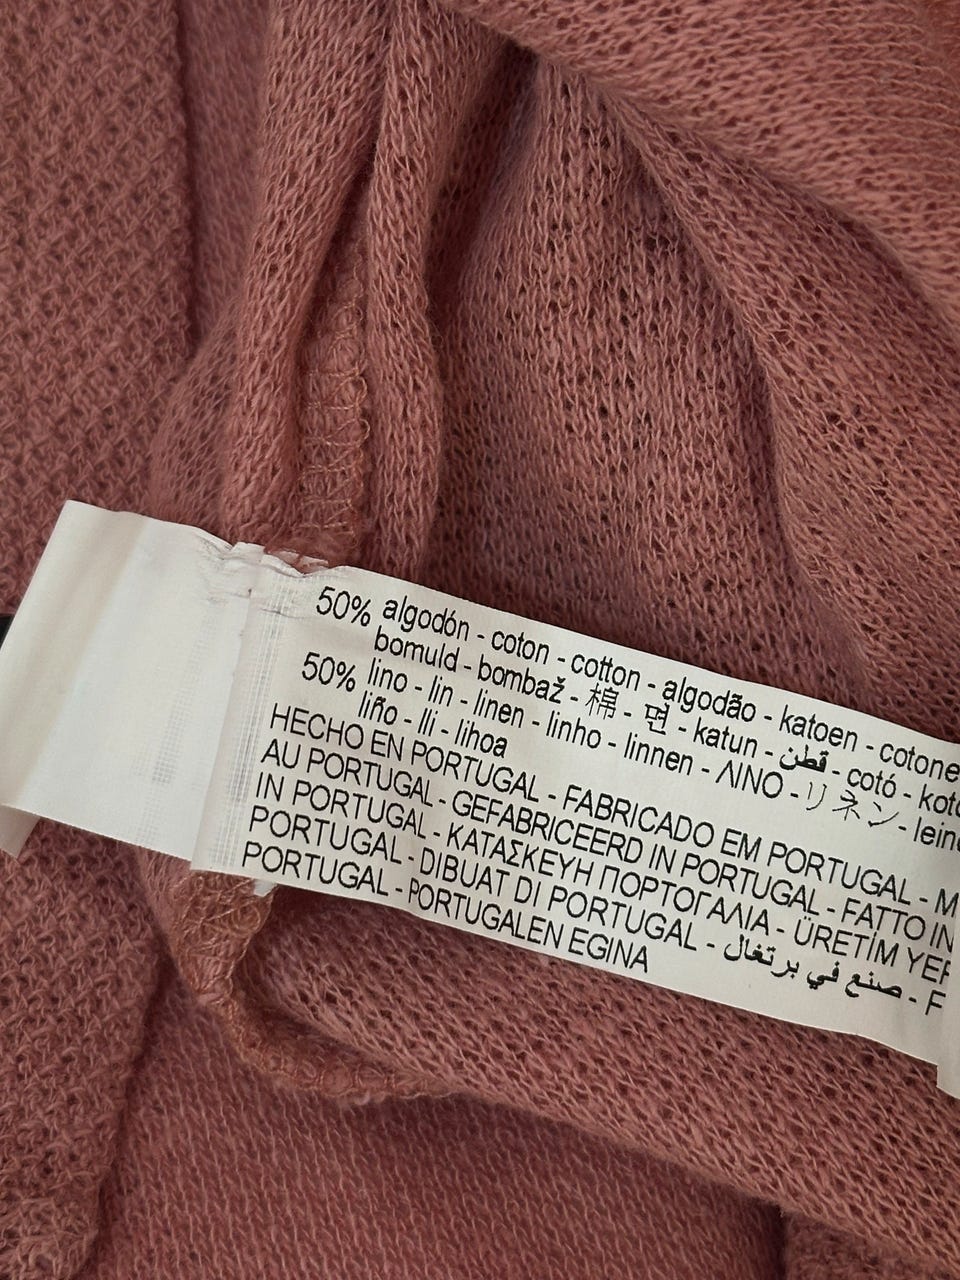 50% algodón - coton - cotton - algodão - katoen - cotone
bomuld - bombaž - 棉 - 면 - katun - قطن - cotó -
50% lino - lin - linen - linho - linnen - ΛΙΝΟ - リネン -
liño - lli - lihoa
HECHO EN PORTUGAL - FABRICADO EM PORTUGAL - M
AU PORTUGAL - GEFABRICEERD IN PORTUGAL - FATTO IN
IN PORTUGAL - ΚΑΤΑΣΚΕΥΗ ΠΟΡΤΟΓΑΛΙΑ - ÜRETİM YER
PORTUGAL - DIBUAT DI PORTUGAL - صنع في برتغال - F
PORTUGAL - PORTUGALEN EGINA